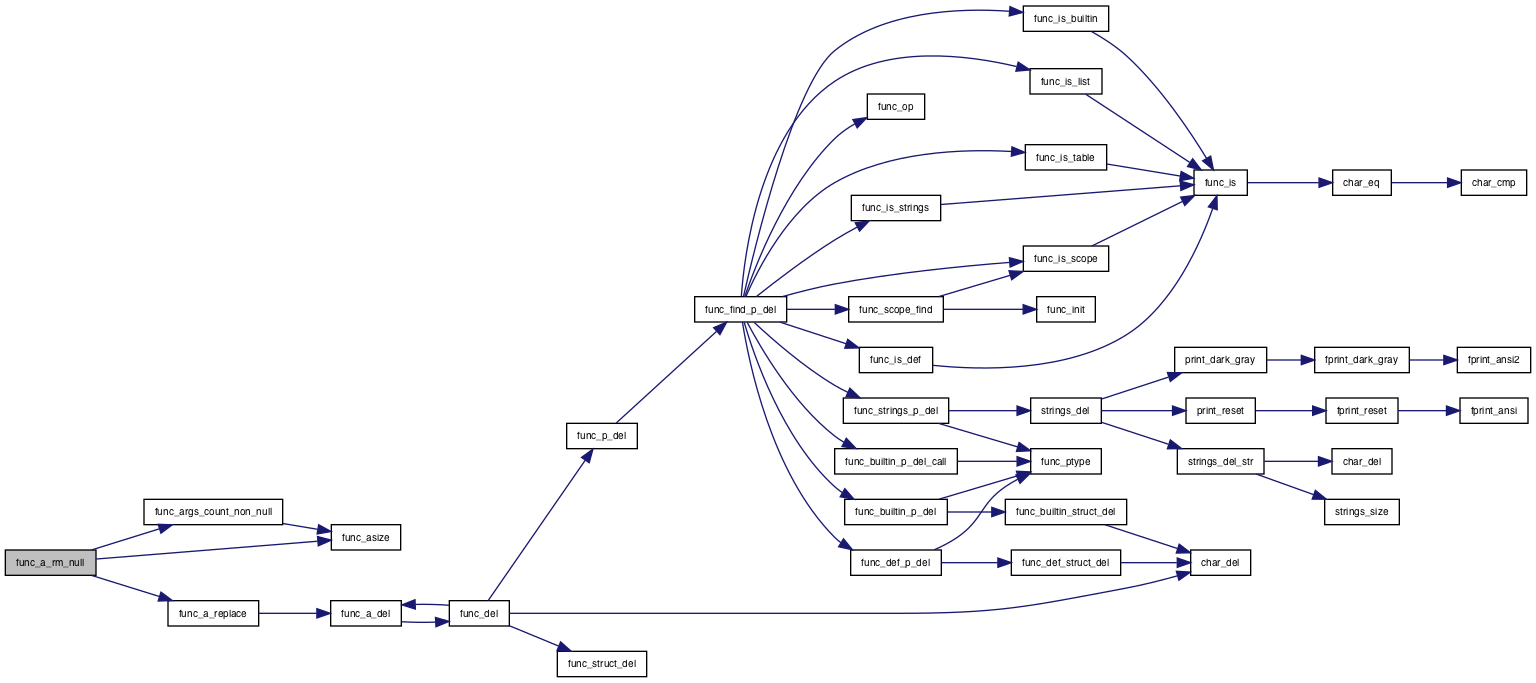 func_is_builtin
func_is_list
func_op
func_is_table
func_is
char_eq
char_cmp
func_is_strings
func_is_scope
func_find_p_del
func_scope_find
func_init
func_is_def
print_dark_gray
fprint_dark_gray
fprint_ansi2
func_strings_p_del
strings_del
print_reset
fprint_reset
fprint_ansi
func_p_del
func_builtin_p_del_call
func_ptype
strings_del_str
char_del
func_args_count_non_null
func_builtin_p_del
func_builtin_struct_del
strings_size
func_asize
func_a_rm_null
func_def_p_del
func_def_struct_del
char_del
func_a_replace
func_a_del
func_del
func_struct_del